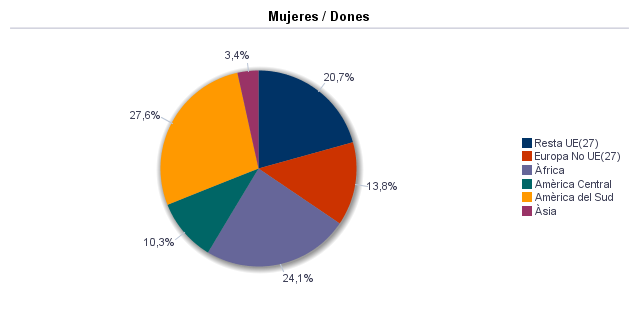 Mujeres / Dones
3,4%
20,7%
27,6%
13,8%
10,3%
24,1%
Resta UE(27)
Europa No UE(27)
Àfrica
Amèrica Central
Amèrica del Sud
Àsia